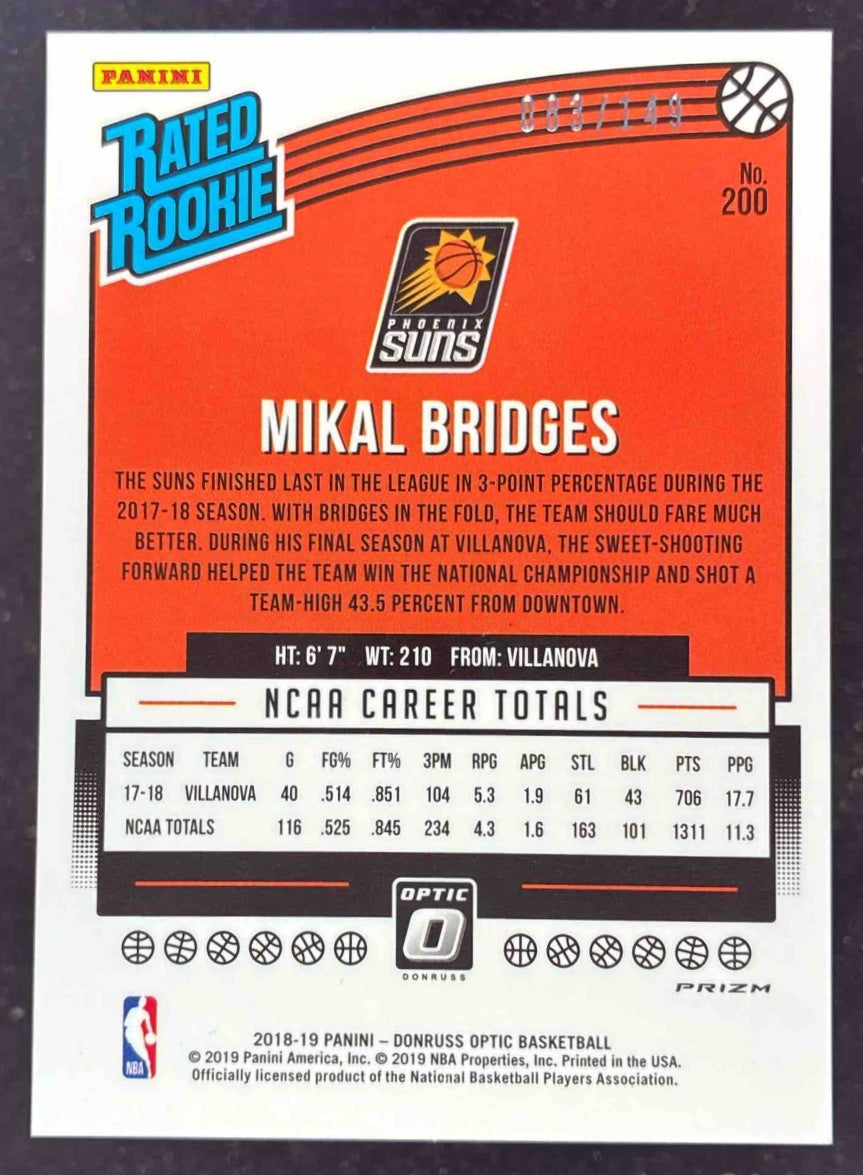 PANINI
RATED
ROOKIE
083/149
No.
200
PHOENIX
SUNS
MIKAL BRIDGES
THE SUNS FINISHED LAST IN THE LEAGUE IN 3-POINT PERCENTAGE DURING THE
2017-18 SEASON. WITH BRIDGES IN THE FOLD, THE TEAM SHOULD FARE MUCH
BETTER. DURING HIS FINAL SEASON AT VILLANOVA, THE SWEET-SHOOTING
FORWARD HELPED THE TEAM WIN THE NATIONAL CHAMPIONSHIP AND SHOT A
TEAM-HIGH 43.5 PERCENT FROM DOWNTOWN.
HT: 6' 7" WT: 210 FROM: VILLANOVA
NCAA CAREER TOTALS
SEASON TEAM G FG% FT% 3PM RPG APG STL BLK PTS PPG
17-18 VILLANOVA 40 .514 .851 104 5.3 1.9 61 43 706 17.7
NCAA TOTALS 116 .525 .845 234 4.3 1.6 163 101 1311 11.3
OPTIC
O
DONRUSS
PRIZM
NBA
2018-19 PANINI – DONRUSS OPTIC BASKETBALL
© 2019 Panini America, Inc. © 2019 NBA Properties, Inc. Printed in the USA.
Officially licensed product of the National Basketball Players Association.